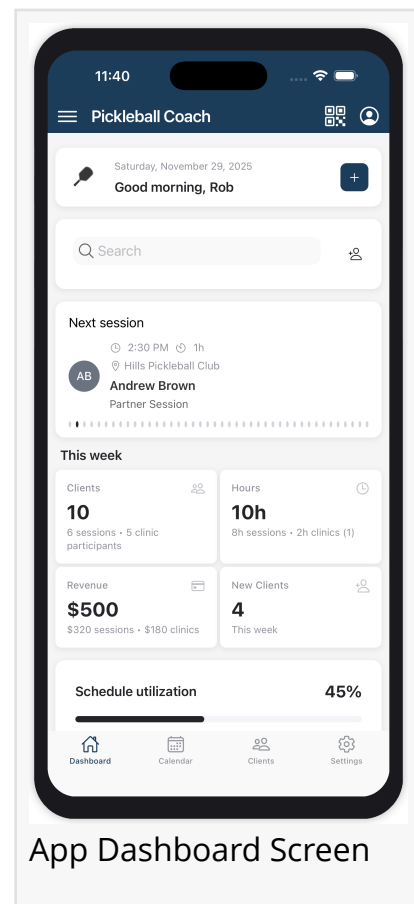 11:40
Pickleball Coach
Saturday, November 29, 2025
Good morning, Rob
+
Search
Next session
2:30 PM 1h
Hills Pickleball Club
AB
Andrew Brown
Partner Session
This week
Clients
10
6 sessions • 5 clinic
participants
Hours
10h
8h sessions • 2h clinics (1)
Revenue
$500
$320 sessions • $180 clinics
New Clients
4
This week
Schedule utilization 45%
Dashboard Calendar Clients Settings
App Dashboard Screen